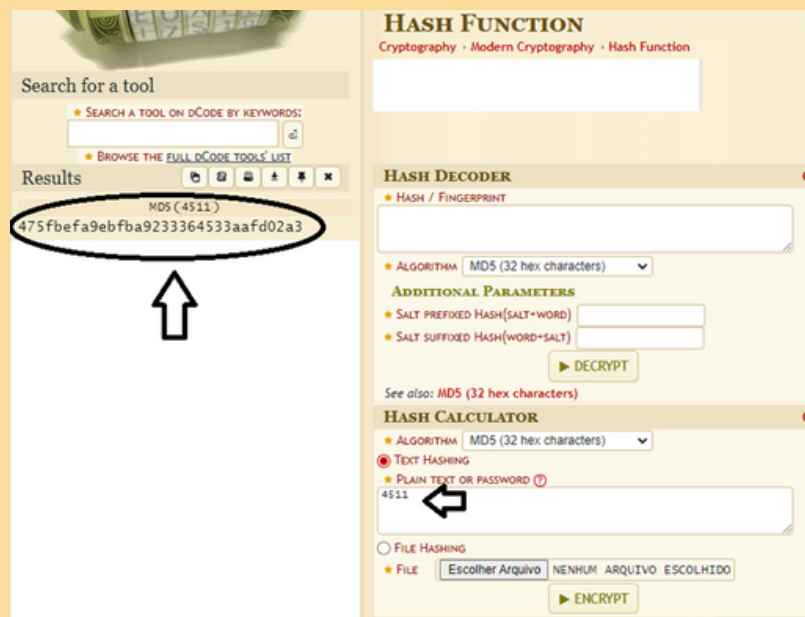 Search for a tool
★ SEARCH A TOOL ON DCODE BY KEYWORDS:
★ BROWSE THE FULL DCODE TOOLS' LIST
Results
MD5(4511)
475fbefa9ebfba9233364533aafd02a3
HASH FUNCTION
Cryptography › Modern Cryptography › Hash Function
HASH DECODER
★ HASH / FINGERPRINT
★ ALGORITHM MD5 (32 hex characters)
ADDITIONAL PARAMETERS
★ SALT PREFIXED HASH(SALT+WORD)
★ SALT SUFFIXED HASH(WORD+SALT)
▶ DECRYPT
See also: MD5 (32 hex characters)
HASH CALCULATOR
★ ALGORITHM MD5 (32 hex characters)
TEXT HASHING
★ PLAIN TEXT OR PASSWORD ?
4511
FILE HASHING
★ FILE Escolher Arquivo NENHUM ARQUIVO ESCOLHIDO
▶ ENCRYPT